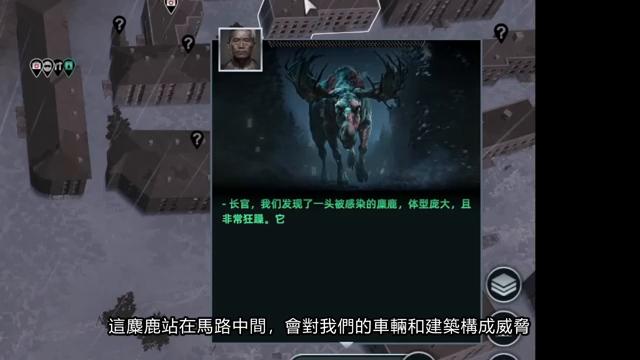 - 长官，我们发现了一头被感染的麋鹿，体型庞大，且
非常狂躁。它
這麋鹿站在馬路中間，會對我們的車輛和建築構成威脅